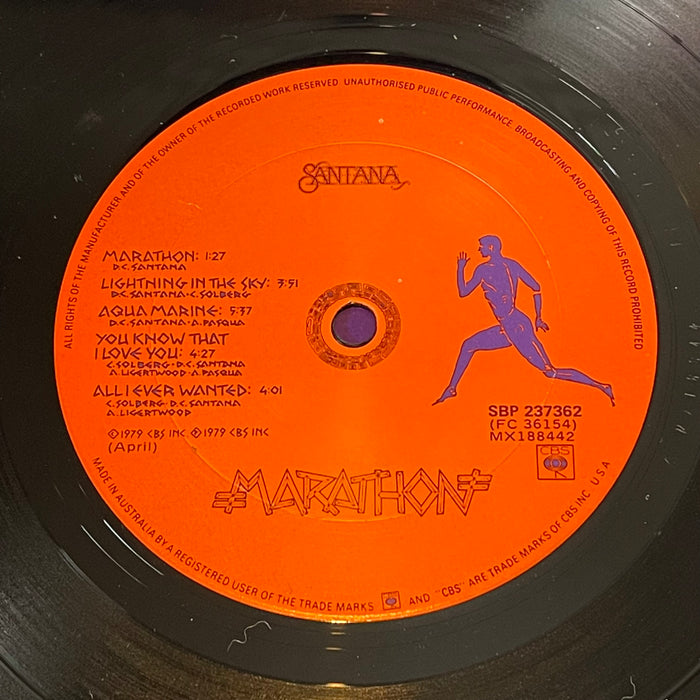 ALL RIGHTS OF THE MANUFACTURER AND OF THE OWNER OF THE RECORDED WORK RESERVED UNAUTHORISED PUBLIC PERFORMANCE BROADCASTING AND COPYING OF THIS RECORD PROHIBITED
SANTANA
MARATHON: 1:27
D.C. SANTANA
LIGHTNING IN THE SKY: 3:51
D.C. SANTANA·C. SOLBERG
AQUA MARINE: 5:37
D.C. SANTANA·A. PASQUA
YOU KNOW THAT
I LOVE YOU: 4:27
C. SOLBERG·D.C. SANTANA
A. LIGERTWOOD·A. PASQUA
ALL I EVER WANTED: 4:01
C. SOLBERG·D.C. SANTANA
A. LIGERTWOOD
©1979 CBS INC ℗1979 CBS INC
(April)
SBP 237362
(FC 36154)
MX188442
CBS
MARATHON
MADE IN AUSTRALIA BY A REGISTERED USER OF THE TRADE MARKS AND "CBS" ARE TRADE MARKS OF CBS INC U.S.A